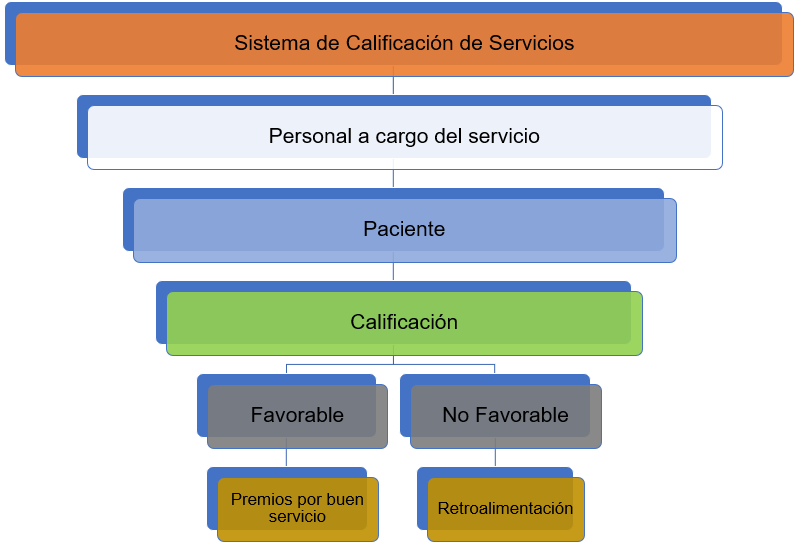 Sistema de Calificación de Servicios
Personal a cargo del servicio
Paciente
Calificación
Favorable
No Favorable
Premios por buen
servicio
Retroalimentación